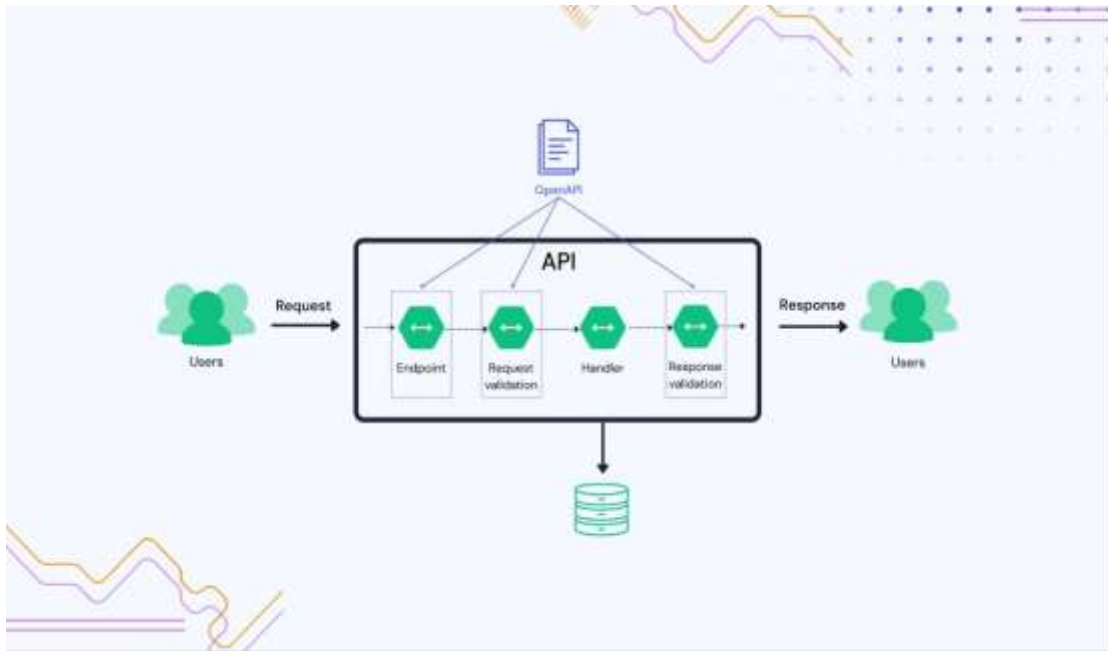 OpenAPI
API
Request
Response
Users
Endpoint
Request
validation
Handler
Response
validation
Users